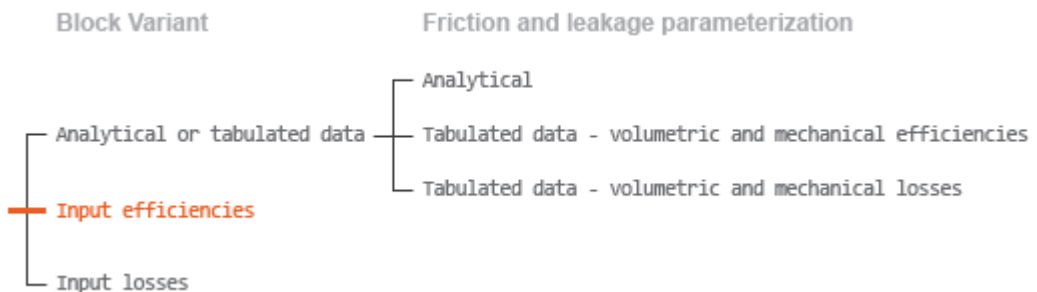 Block Variant
Friction and leakage parameterization
Analytical
Analytical or tabulated data
Tabulated data - volumetric and mechanical efficiencies
Tabulated data - volumetric and mechanical losses
Input efficiencies
Input losses